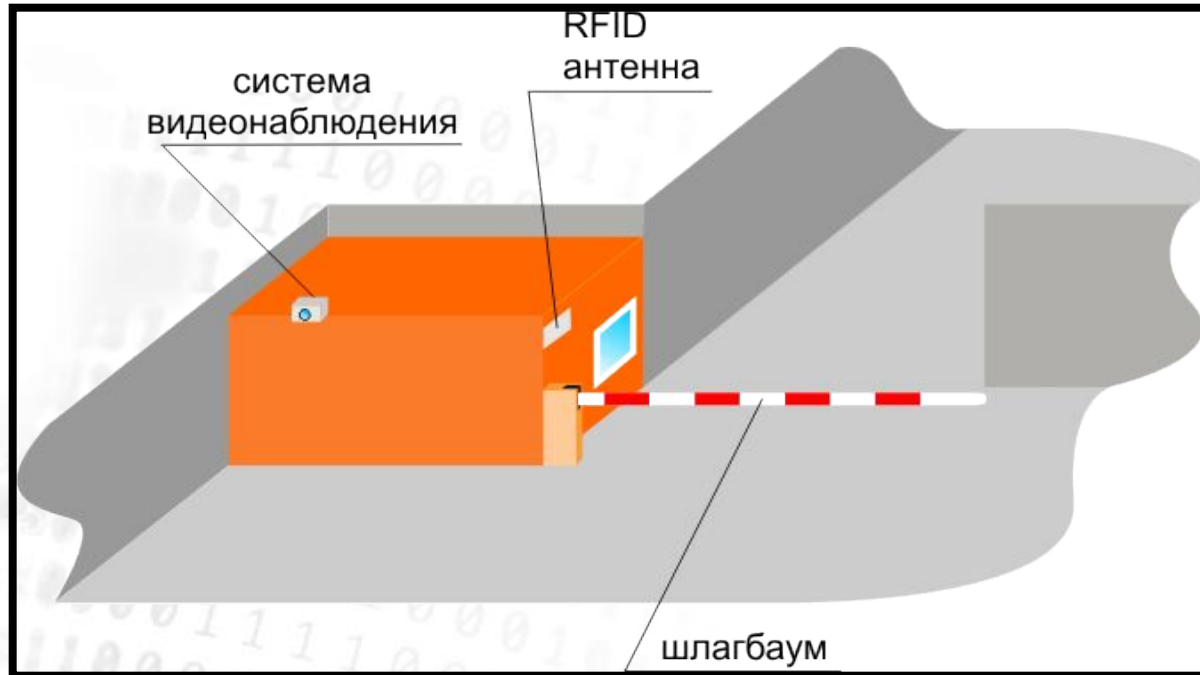 RFID
антенна
система
видеонаблюдения
шлагбаум